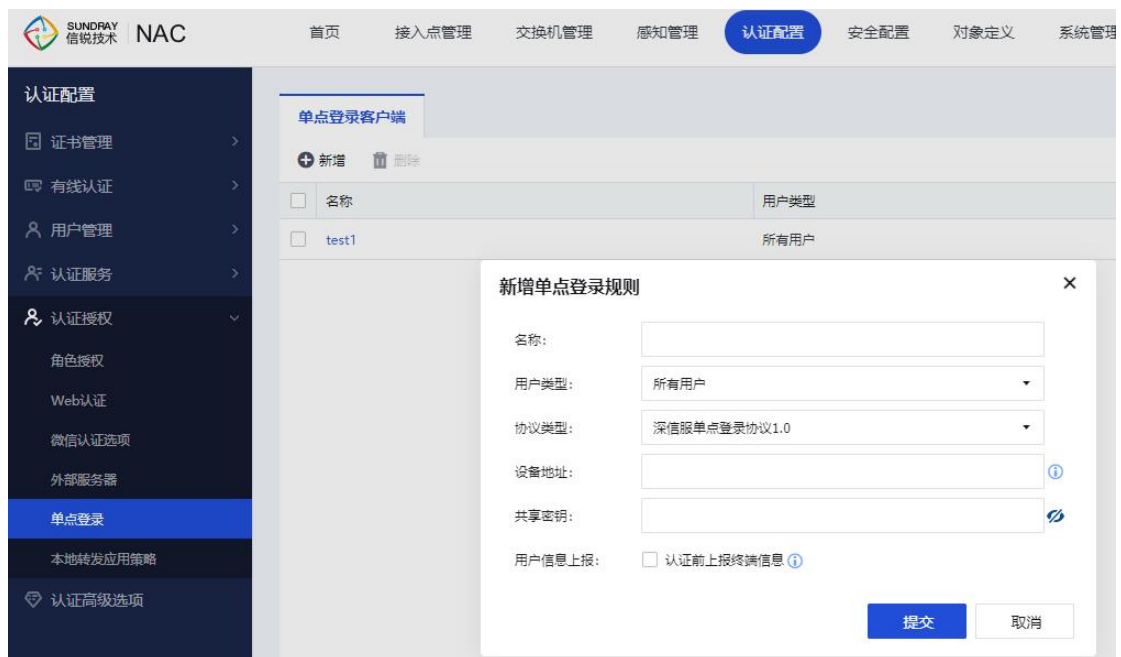 SUNDRAY
信锐技术 NAC 首页 接入点管理 交换机管理 感知管理 认证配置 安全配置 对象定义 系统管理
认证配置
证书管理
有线认证
用户管理
认证服务
认证授权
角色授权
Web认证
微信认证选项
外部服务器
单点登录
本地转发应用策略
认证高级选项
单点登录客户端
新增 删除
名称 用户类型
test1 所有用户
新增单点登录规则
名称:
用户类型: 所有用户
协议类型: 深信服单点登录协议1.0
设备地址:
共享密钥:
用户信息上报: 认证前上报终端信息
提交 取消